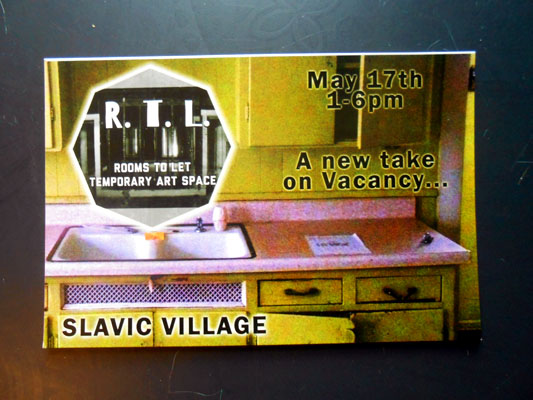 R. T. L.
ROOMS TO LET
TEMPORARY ART SPACE
May 17th
1-6pm
A new take
on Vacancy...
SLAVIC VILLAGE